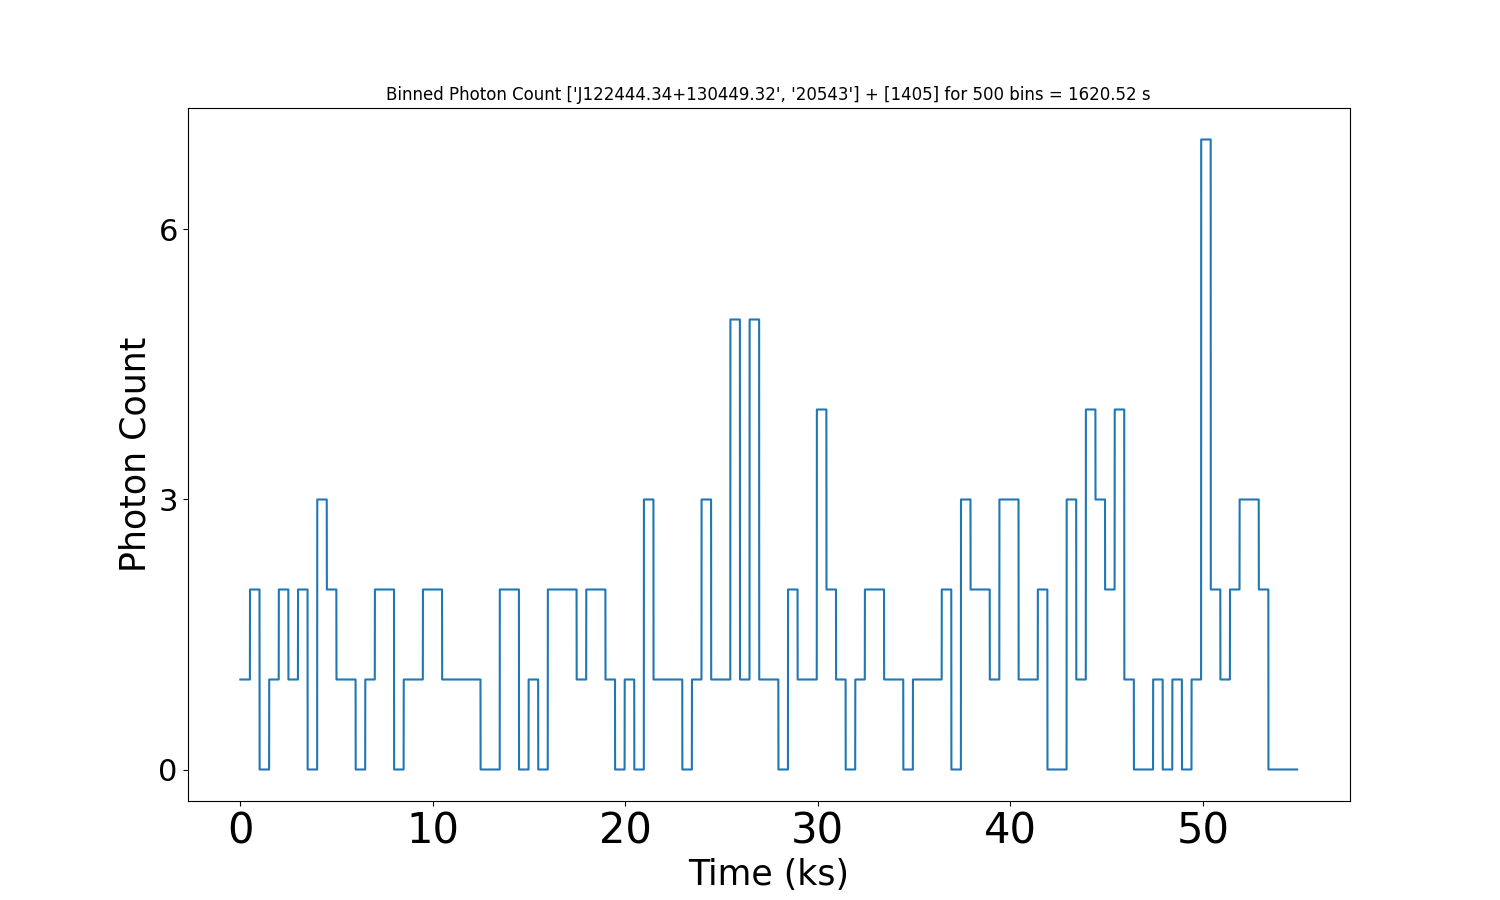 Binned Photon Count ['J122444.34+130449.32', '20543'] + [1405] for 500 bins = 1620.52 s
Photon Count
6
3
0
0 10 20 30 40 50
Time (ks)